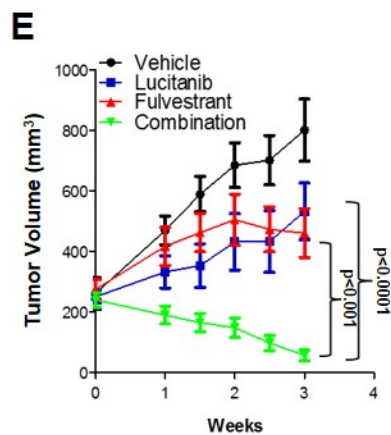 E
Vehicle
Lucitanib
Fulvestrant
Combination
Tumor Volume (mm³)
1000
800
600
400
200
0
0
1
2
3
Weeks
p<0.001
p<0.0001